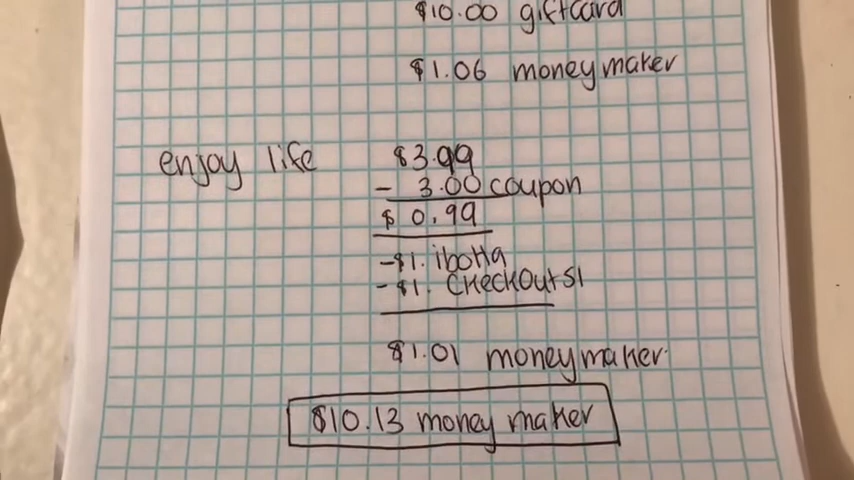 $10.00 giftcard
$1.06 moneymaker
enjoy life $3.99
- 3.00 coupon
$ 0.99
-$1. ibotta
-$1. CHeckOut51
$1.01 moneymaker
$10.13 money maker